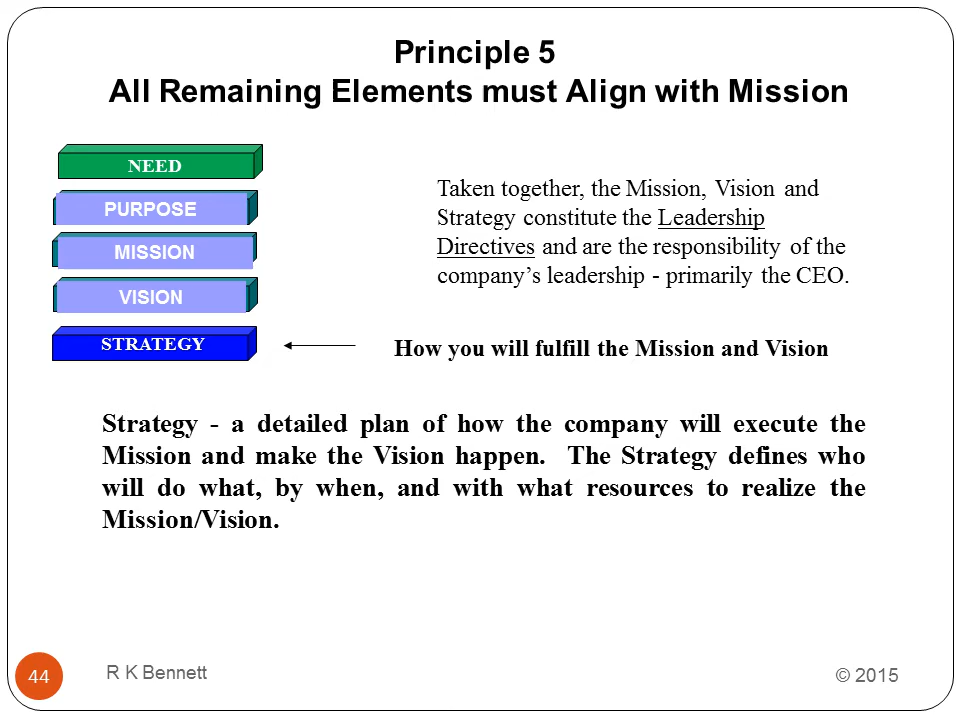 Principle 5
All Remaining Elements must Align with Mission
NEED
PURPOSE
MISSION
VISION
STRATEGY
Taken together, the Mission, Vision and
Strategy constitute the Leadership
Directives and are the responsibility of the
company's leadership - primarily the CEO.
How you will fulfill the Mission and Vision
Strategy - a detailed plan of how the company will execute the
Mission and make the Vision happen. The Strategy defines who
will do what, by when, and with what resources to realize the
Mission/Vision.
44
R K Bennett
© 2015